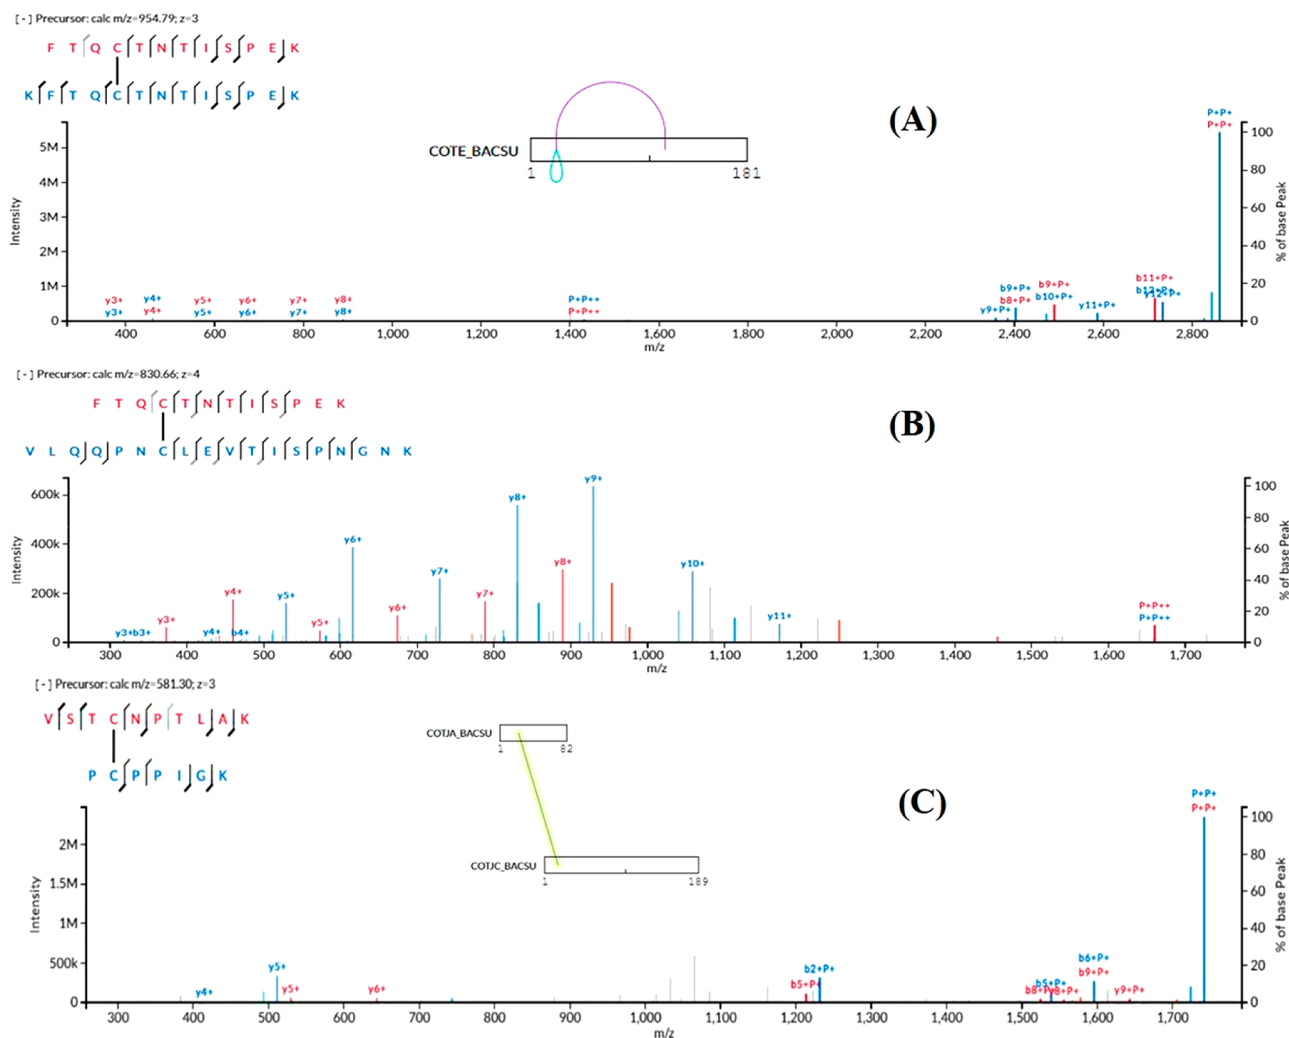 [-] Precursor: calc m/z=954.79; z=3
F T Q C T N T I S P E K
K F T Q C T N T I S P E K
(A)
COTE_BACSU
1 181
P+P+
P+P+
5M
4M
3M
2M
1M
0
Intensity
100
80
60
40
20
0
% of base Peak
y3+ y4+ y5+ y6+ y7+ y8+
y3+ y4+ y5+ y6+ y7+ y8+
P+P++
P+P++
y9+P+
b9+P+
b8+P+
b9+P+
b10+P+
y11+P+
b11+P+
b12+P+
y12+P+
400 600 800 1,000 1,200 1,400 1,600 1,800 2,000 2,200 2,400 2,600 2,800
m/z
[-] Precursor: calc m/z=830.66; z=4
F T Q C T N T I S P E K
V L Q Q P N C L E V T I S P N G N K
(B)
600k
400k
200k
0
Intensity
100
80
60
40
20
0
% of base Peak
y3+b3+
y3+
y4+
y4+
b4+
y5+
y5+
y6+
y6+
y7+
y7+
y8+
y8+
y9+
y10+
y11+
P+P++
P+P++
300 400 500 600 700 800 900 1,000 1,100 1,200 1,300 1,400 1,500 1,600 1,700
m/z
[-] Precursor: calc m/z=581.30; z=3
V S T C N P T L A K
P C P P I G K
COTJA_BACSU
1 82
COTJC_BACSU
1 189
(C)
P+P+
P+P+
2M
1.5M
1M
500k
0
Intensity
100
80
60
40
20
0
% of base Peak
y4+
y5+
y5+
y6+
b5+P+
b2+P+
b8+P+
b5+P+
y8+P+
b6+P+
b9+P+
y9+P+
300 400 500 600 700 800 900 1,000 1,100 1,200 1,300 1,400 1,500 1,600 1,700
m/z